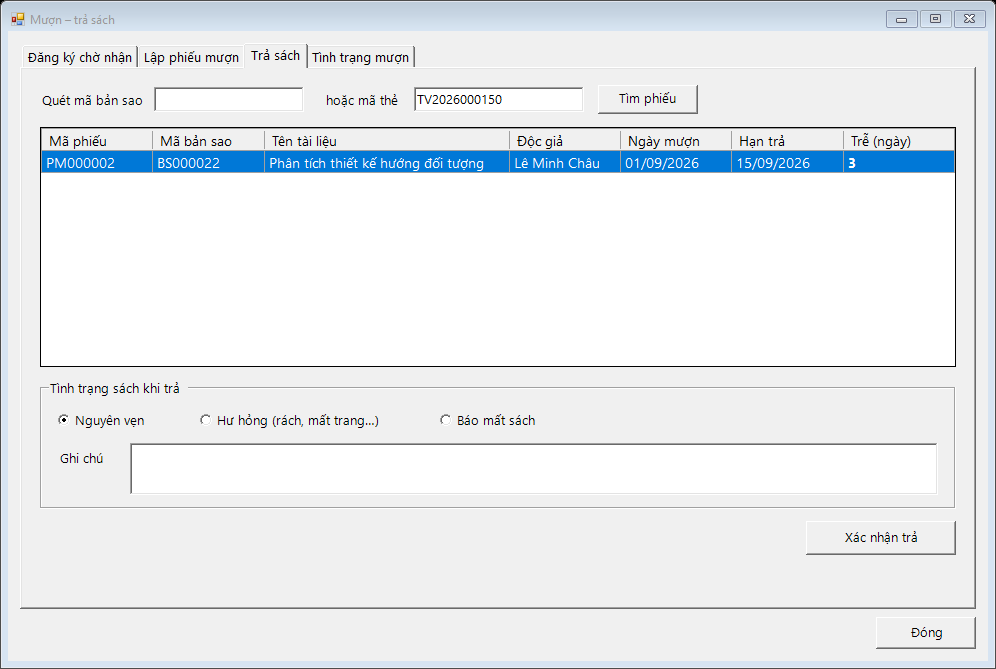 Mượn – trả sách
Đăng ký chờ nhận Lập phiếu mượn Trả sách Tình trạng mượn
Quét mã bản sao hoặc mã thẻ TV2026000150 Tìm phiếu
Mã phiếu Mã bản sao Tên tài liệu Độc giả Ngày mượn Hạn trả Trễ (ngày)
PM000002 BS000022 Phân tích thiết kế hướng đối tượng Lê Minh Châu 01/09/2026 15/09/2026 3
Tình trạng sách khi trả
Nguyên vẹn Hư hỏng (rách, mất trang...) Báo mất sách
Ghi chú
Xác nhận trả
Đóng